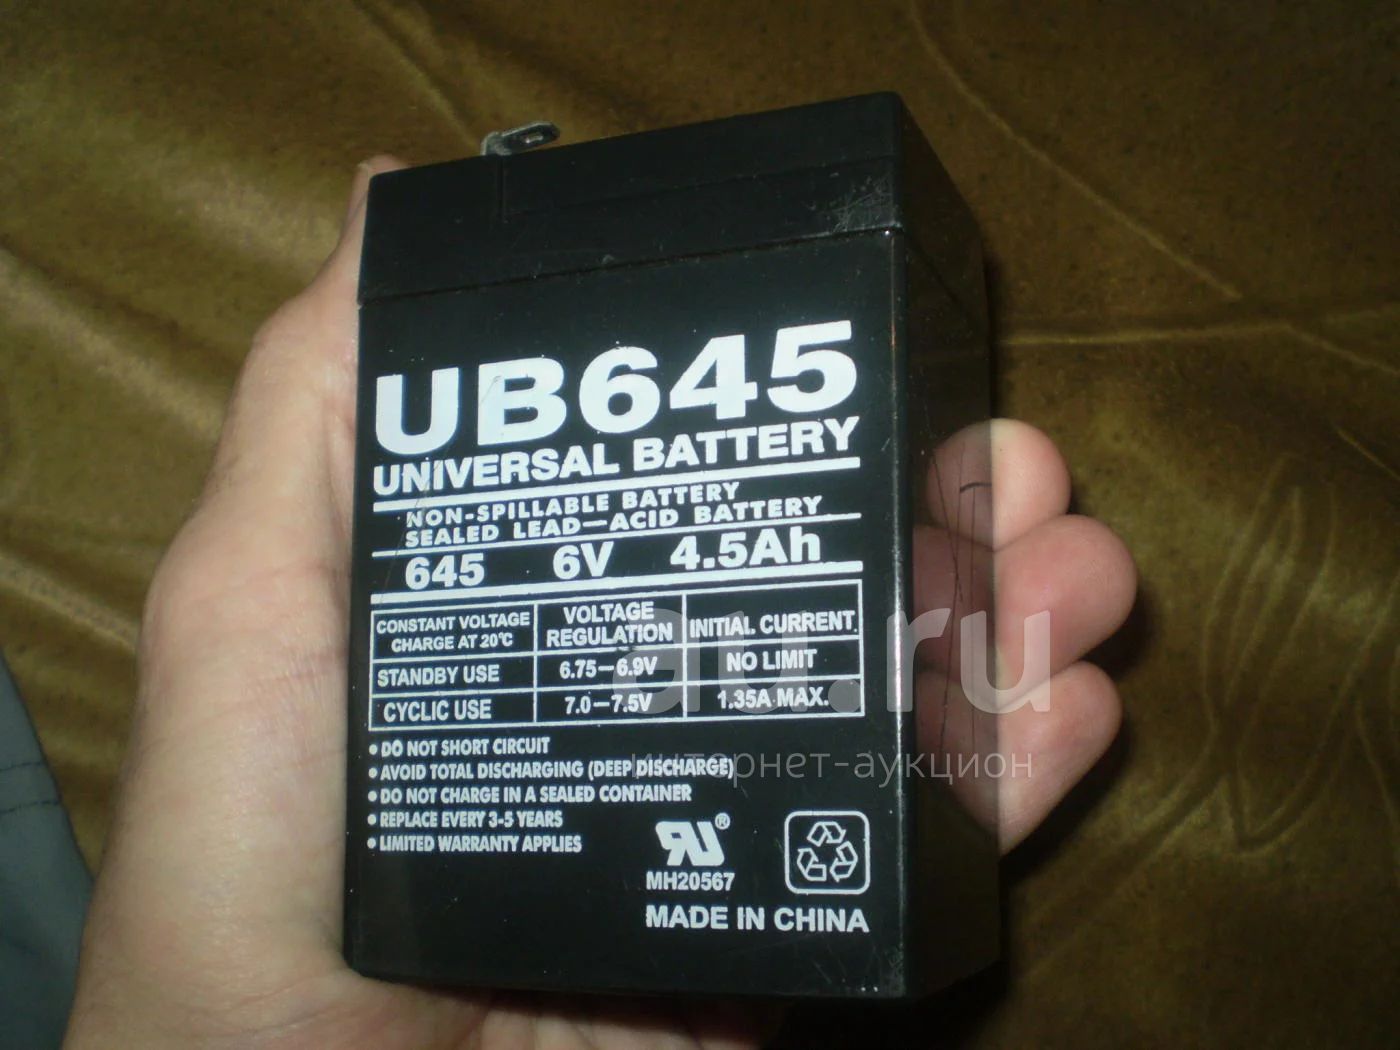 UB645
UNIVERSAL BATTERY
NON-SPILLABLE BATTERY
SEALED LEAD-ACID BATTERY
645 6V 4.5Ah
CONSTANT VOLTAGE CHARGE AT 20°C VOLTAGE REGULATION INITIAL CURRENT
STANDBY USE 6.75-6.9V NO LIMIT
CYCLIC USE 7.0-7.5V 1.35A MAX.
• DO NOT SHORT CIRCUIT
• AVOID TOTAL DISCHARGING (DEEP DISCHARGE)
• DO NOT CHARGE IN A SEALED CONTAINER
• REPLACE EVERY 3-5 YEARS
• LIMITED WARRANTY APPLIES
RU®
MH20567
MADE IN CHINA
au.ru
интернет-аукцион